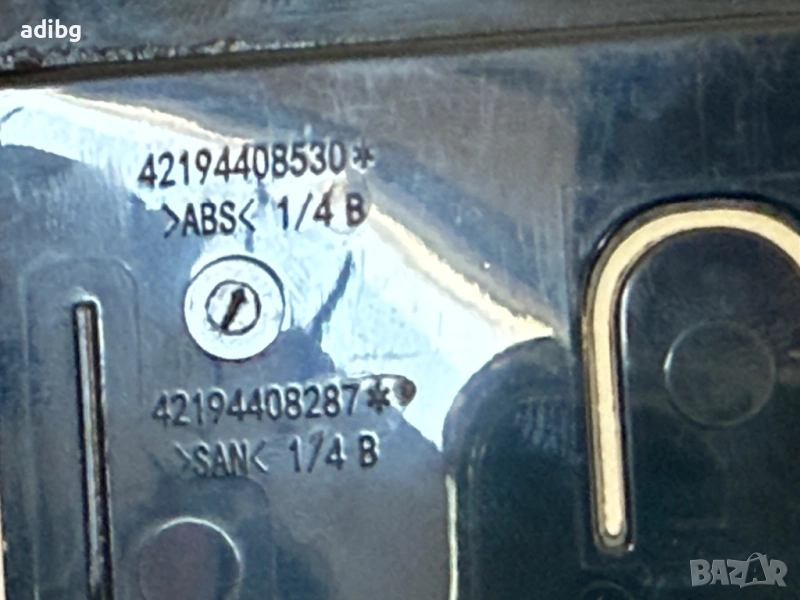 adibg
42194408530*
>ABS< 1/4 B
42194408287*
>SAN< 1/4 B
BAZAR